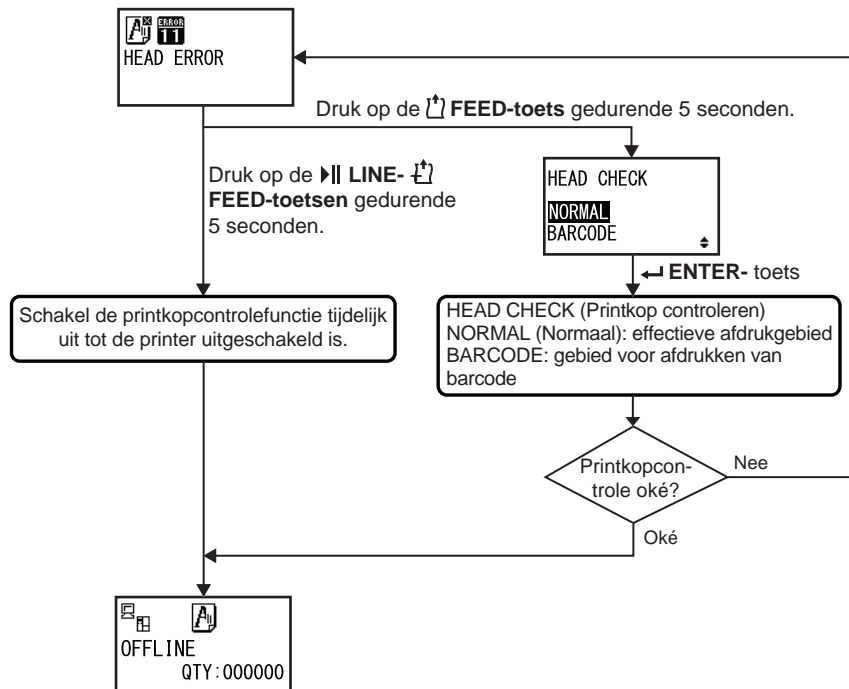 ERROR
11
HEAD ERROR
Druk op de FEED-toets gedurende 5 seconden.
Druk op de LINE-
FEED-toetsen gedurende
5 seconden.
HEAD CHECK
NORMAL
BARCODE
ENTER- toets
Schakel de printkopcontrolefunctie tijdelijk
uit tot de printer uitgeschakeld is.
HEAD CHECK (Printkop controleren)
NORMAL (Normaal): effectieve afdrukgebied
BARCODE: gebied voor afdrukken van
barcode
Printkopcon-
trole oké?
Nee
Oké
OFFLINE
QTY:000000